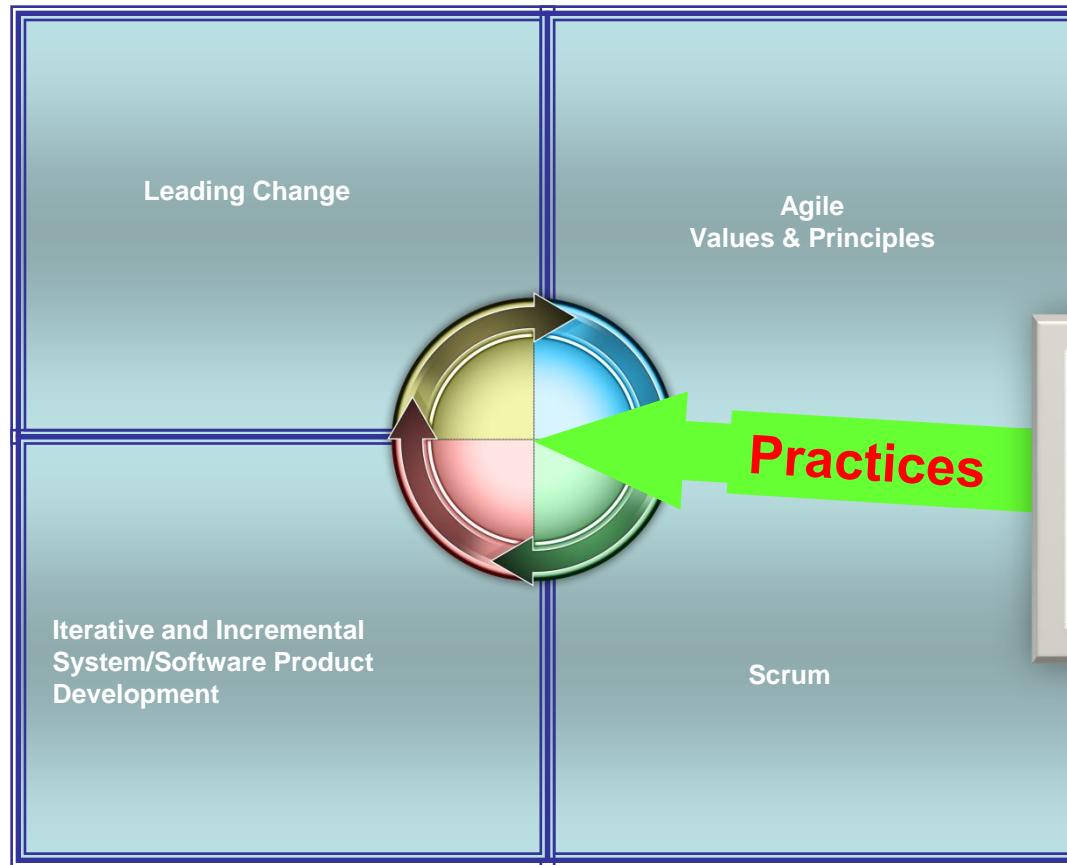 Leading Change
Agile
Values & Principles
Practices
Iterative and Incremental
System/Software Product
Development
Scrum